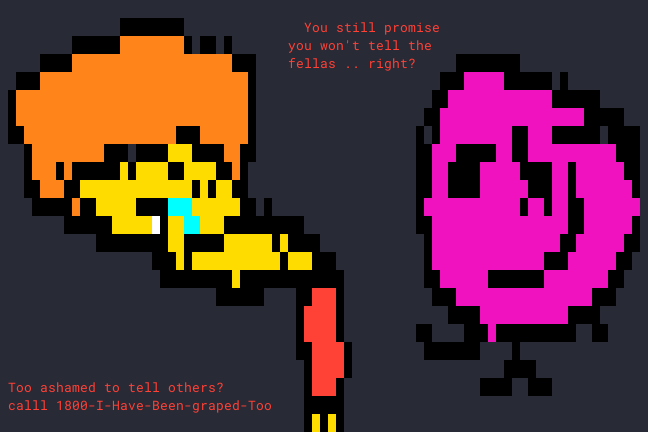 You still promise
you won't tell the
fellas .. right?
Too ashamed to tell others?
calll 1800-I-Have-Been-graped-Too